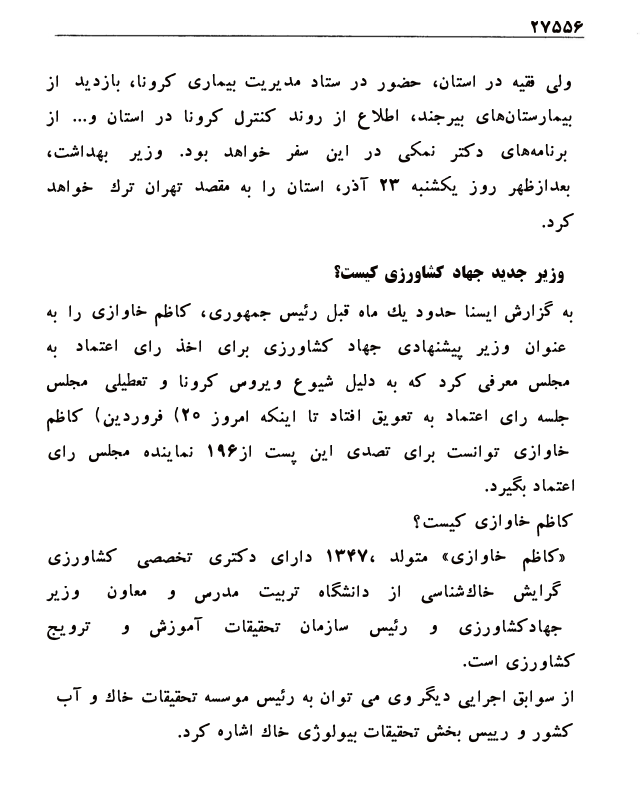 ۲۷۵۵۶
ولی فقیه در استان، حضور در ستاد مدیریت بیماری کرونا، بازدید از
بیمارستان‌های بیرجند، اطلاع از روند کنترل کرونا در استان و... از
برنامه‌های دکتر نمکی در این سفر خواهد بود. وزیر بهداشت،
بعدازظهر روز یکشنبه ۲۳ آذر، استان را به مقصد تهران ترك خواهد
کرد.
وزیر جدید جهاد کشاورزی کیست؟
به گزارش ایسنا حدود یك ماه قبل رئیس جمهوری، کاظم خاوازی را به
عنوان وزیر پیشنهادی جهاد کشاورزی برای اخذ رای اعتماد به
مجلس معرفی کرد که به دلیل شیوع ویروس کرونا و تعطیلی مجلس
جلسه رای اعتماد به تعویق افتاد تا اینکه امروز ۲۵) فروردین) کاظم
خاوازی توانست برای تصدی این پست از۱۹۶ نماینده مجلس رای
اعتماد بگیرد.
کاظم خاوازی کیست؟
«کاظم خاوازی» متولد ،۱۳۴۷ دارای دکتری تخصصی کشاورزی
گرایش خاك‌شناسی از دانشگاه تربیت مدرس و معاون وزیر
جهادکشاورزی و رئیس سازمان تحقیقات آموزش و ترویج
کشاورزی است.
از سوابق اجرایی دیگر وی می توان به رئیس موسسه تحقیقات خاك و آب
کشور و رییس بخش تحقیقات بیولوژی خاك اشاره کرد.